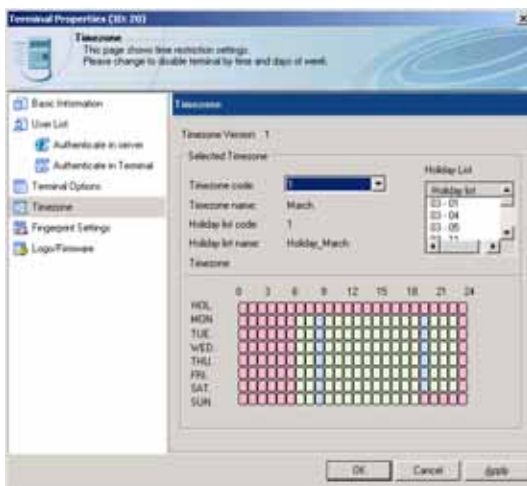 Terminal Properties (ID: 20)
Timezone
This page shows time restriction settings.
Please change to disable terminal by time and days of week.
Basic Information
User List
Authenticate in server
Authenticate in Terminal
Terminal Options
Timezone
Fingerprint Settings
Logo/Firmware
Timezone
Timezone Version 1
Selected Timezone
Timezone code: 1
Timezone name: March
Holiday list code: 1
Holiday list name: Holiday_March
Holiday List
Holiday list
03 - 01
03 - 04
03 - 05
Timezone
0 3 6 9 12 15 18 21 24
HOL.
MON.
TUE.
WED.
THU.
FRI.
SAT.
SUN.
OK
Cancel
Apply